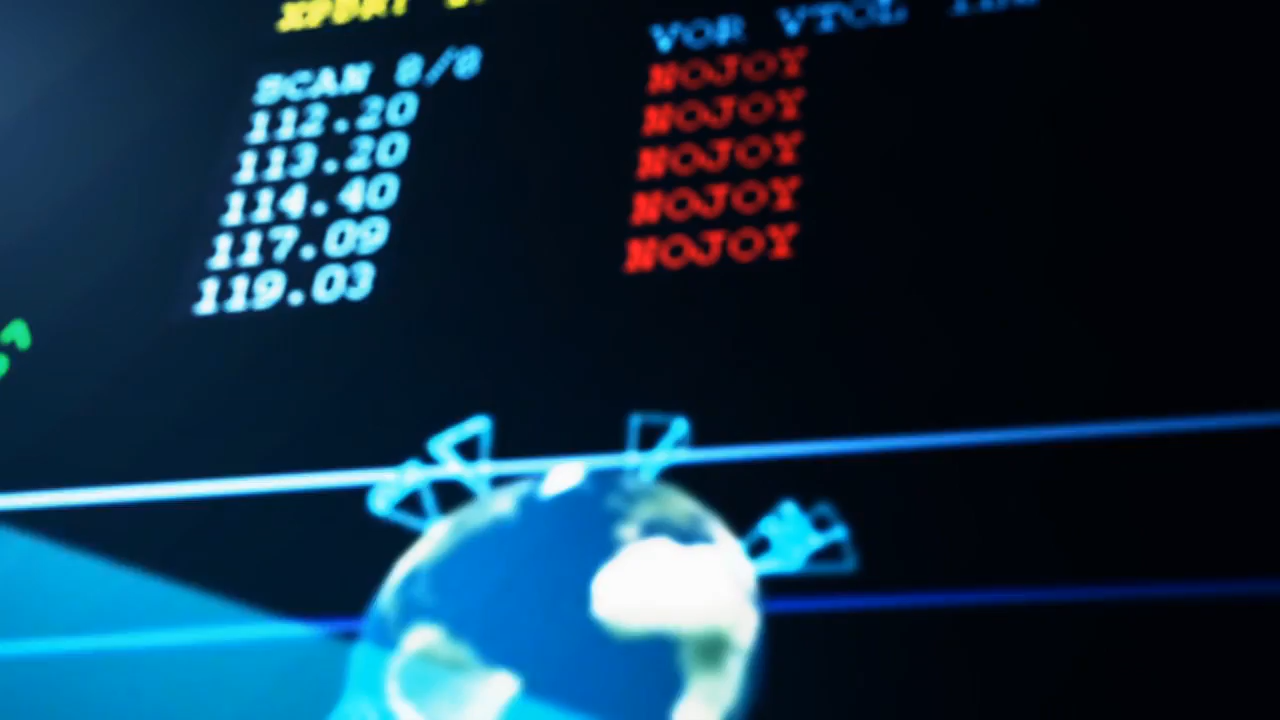 SCAN 0/0
112.20
113.20
114.40
117.09
119.03
VOR VTOL
NOJOY
NOJOY
NOJOY
NOJOY
NOJOY